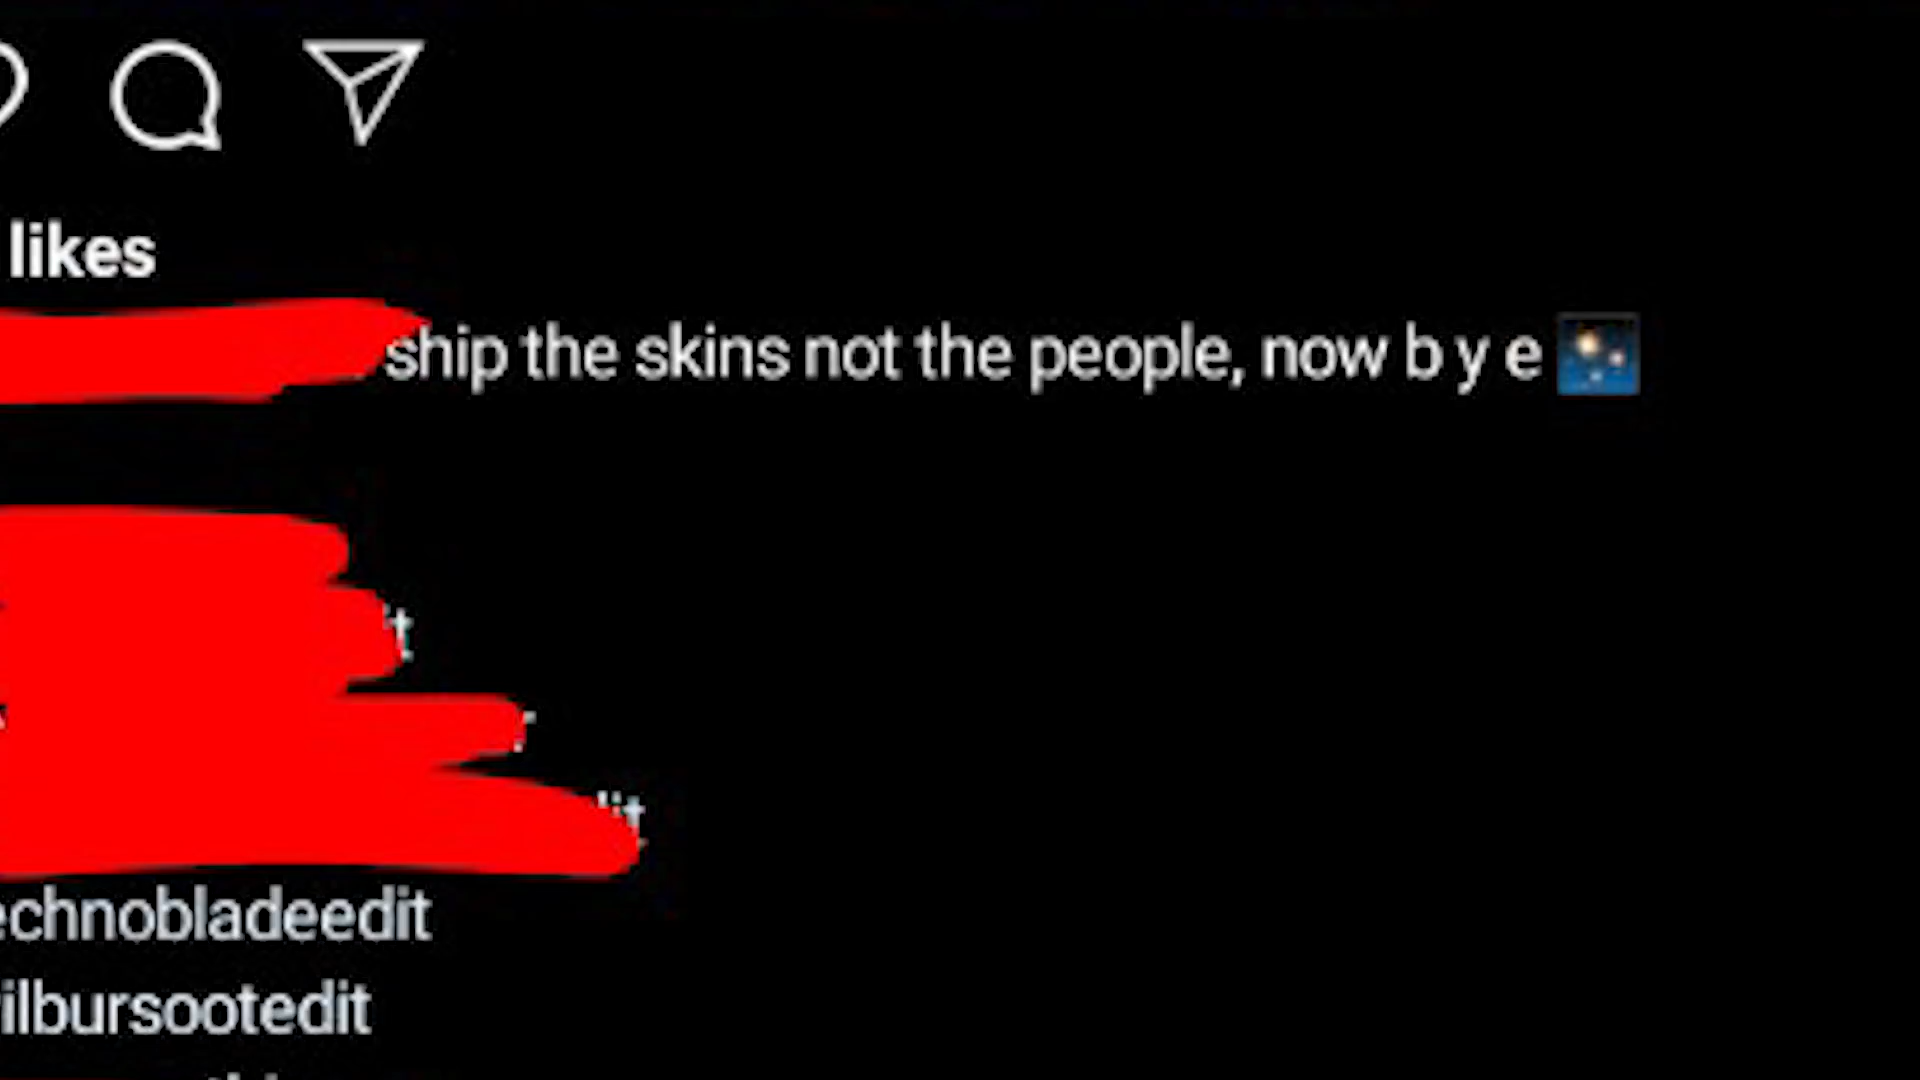 likes
ship the skins not the people, now b y e 🌌
echnobladeedit
ilbursootedit